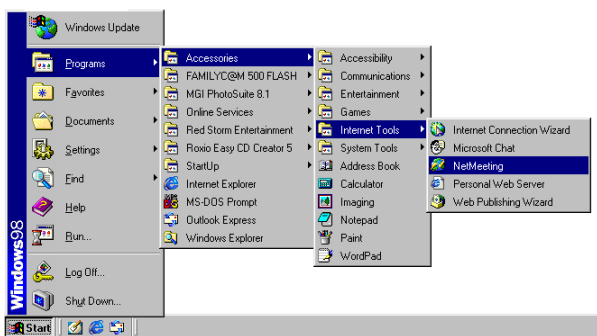 Windows Update
Programs
Favorites
Documents
Settings
Find
Help
Run...
Log Off...
Shut Down...
Windows98
Start
Accessories
FAMILYC@M 500 FLASH
MGI PhotoSuite 8.1
Online Services
Red Storm Entertainment
Roxio Easy CD Creator 5
StartUp
Internet Explorer
MS-DOS Prompt
Outlook Express
Windows Explorer
Accessibility
Communications
Entertainment
Games
Internet Tools
System Tools
Address Book
Calculator
Imaging
Notepad
Paint
WordPad
Internet Connection Wizard
Microsoft Chat
NetMeeting
Personal Web Server
Web Publishing Wizard